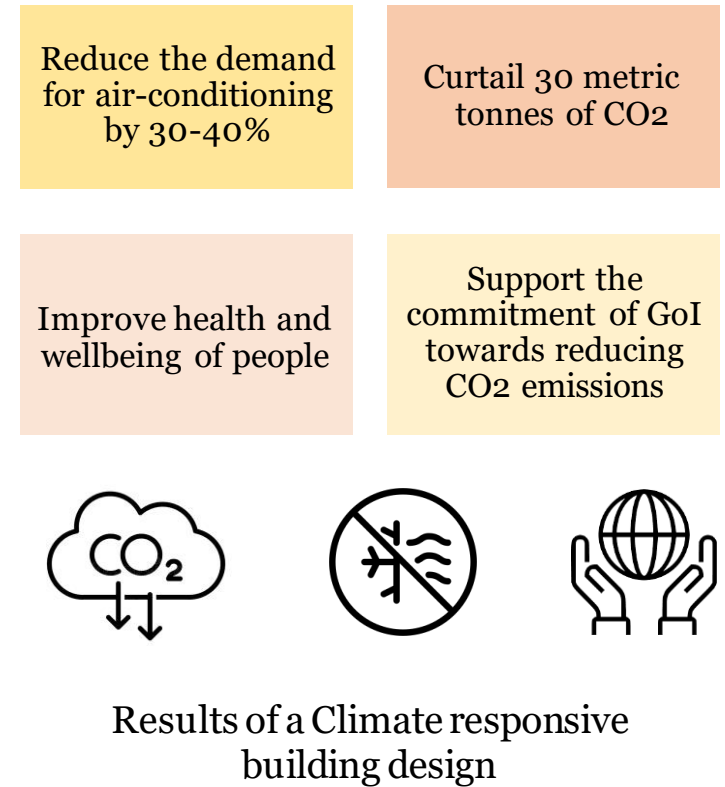 Reduce the demand
for air-conditioning
by 30-40%
Curtail 30 metric
tonnes of CO2
Improve health and
wellbeing of people
Support the
commitment of GoI
towards reducing
CO2 emissions
CO₂
Results of a Climate responsive
building design